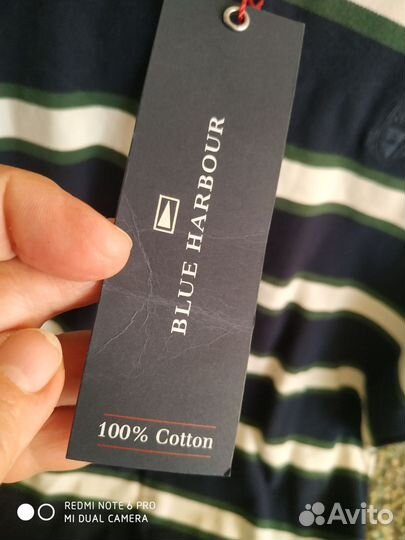 BLUE HARBOUR
100% Cotton
REDMI NOTE 6 PRO
MI DUAL CAMERA
Avito